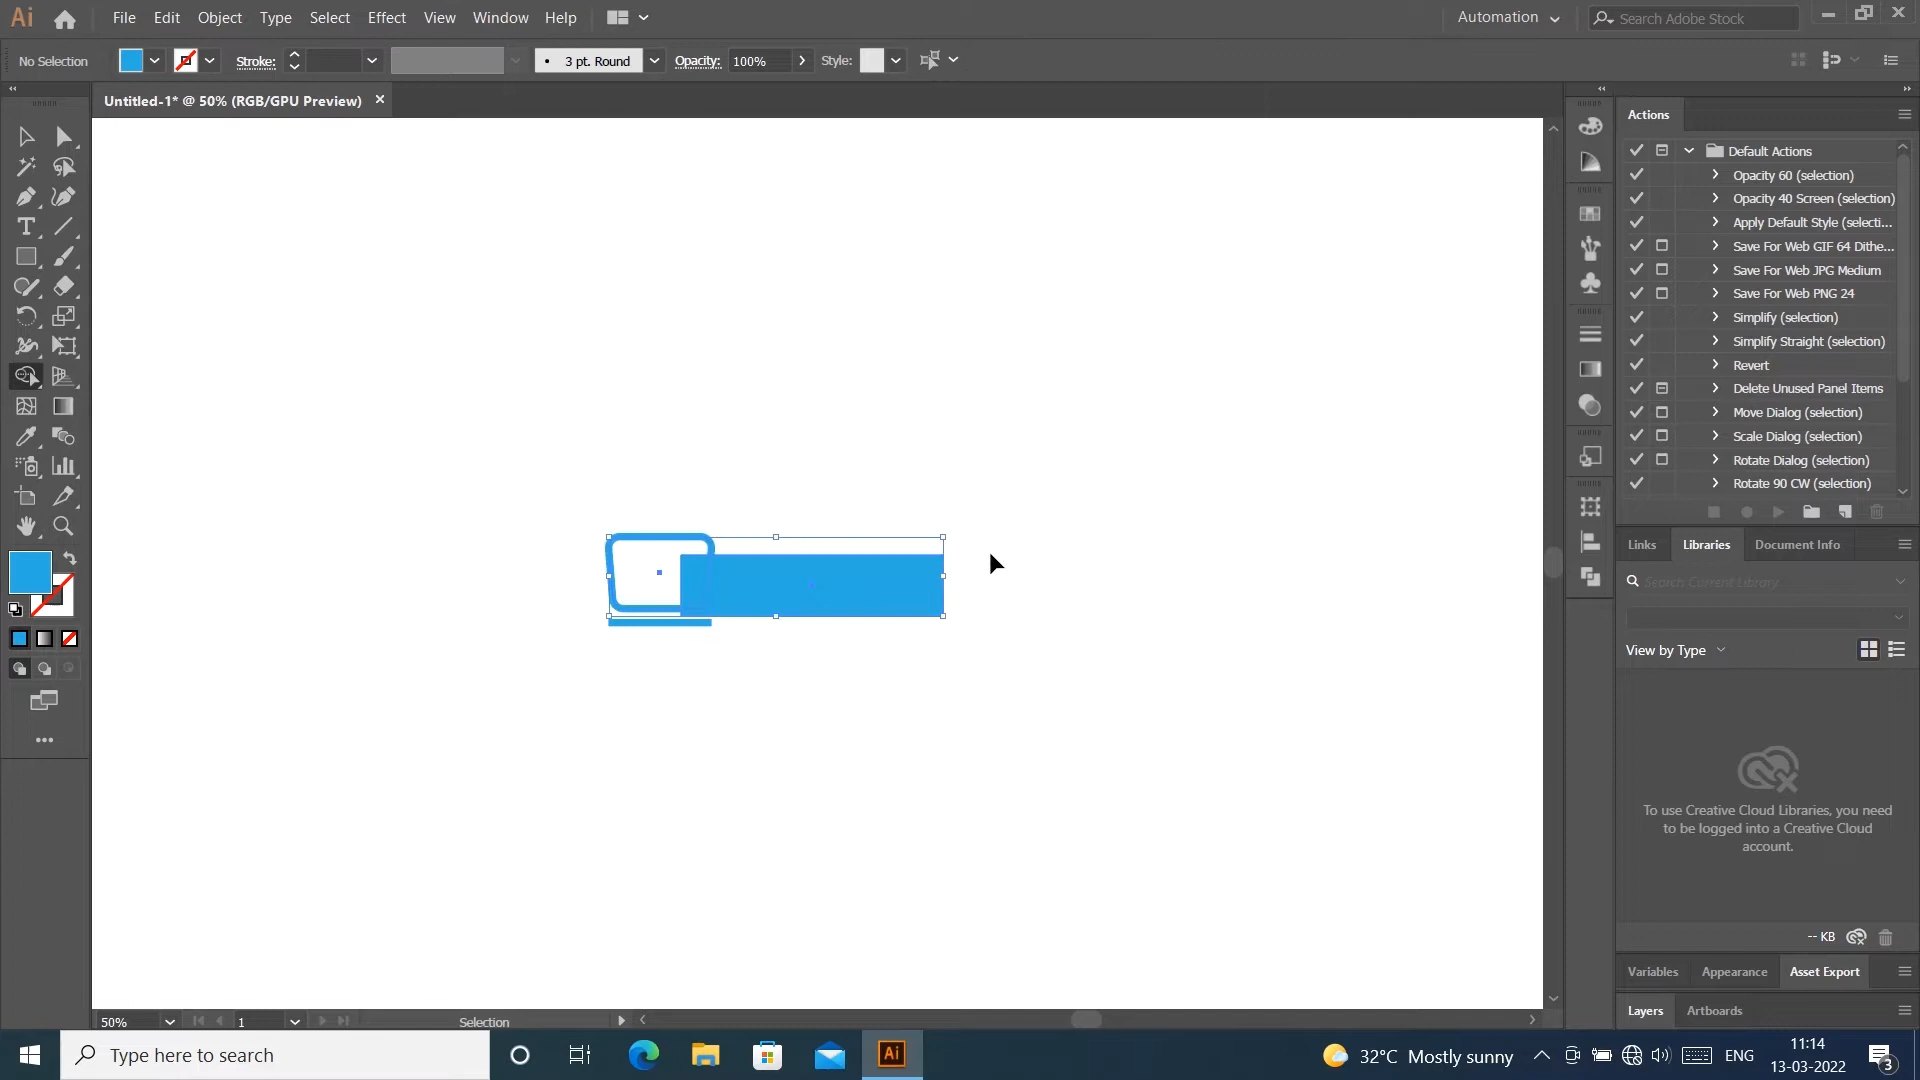 Ai File Edit Object Type Select Effect View Window Help Automation Search Adobe Stock
No Selection Stroke: 3 pt. Round Opacity: 100% Style:
Untitled-1* @ 50% (RGB/GPU Preview)
Actions
Default Actions
Opacity 60 (selection)
Opacity 40 Screen (selection)
Apply Default Style (selecti...
Save For Web GIF 64 Dithe...
Save For Web JPG Medium
Save For Web PNG 24
Simplify (selection)
Simplify Straight (selection)
Revert
Delete Unused Panel Items
Move Dialog (selection)
Scale Dialog (selection)
Rotate Dialog (selection)
Rotate 90 CW (selection)
Links Libraries Document Info
Search Current Library
View by Type
To use Creative Cloud Libraries, you need
to be logged into a Creative Cloud
account.
-- KB
Variables Appearance Asset Export
Layers Artboards
50% 1 Selection
Type here to search
Ai
32°C Mostly sunny
ENG
11:14
13-03-2022
3